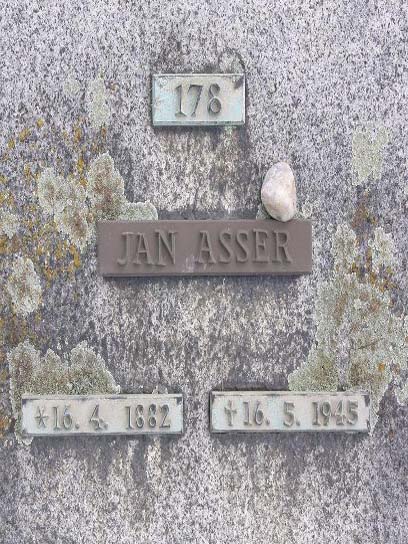 178
JAN ASSER
*16. 4. 1882
†16. 5. 1945